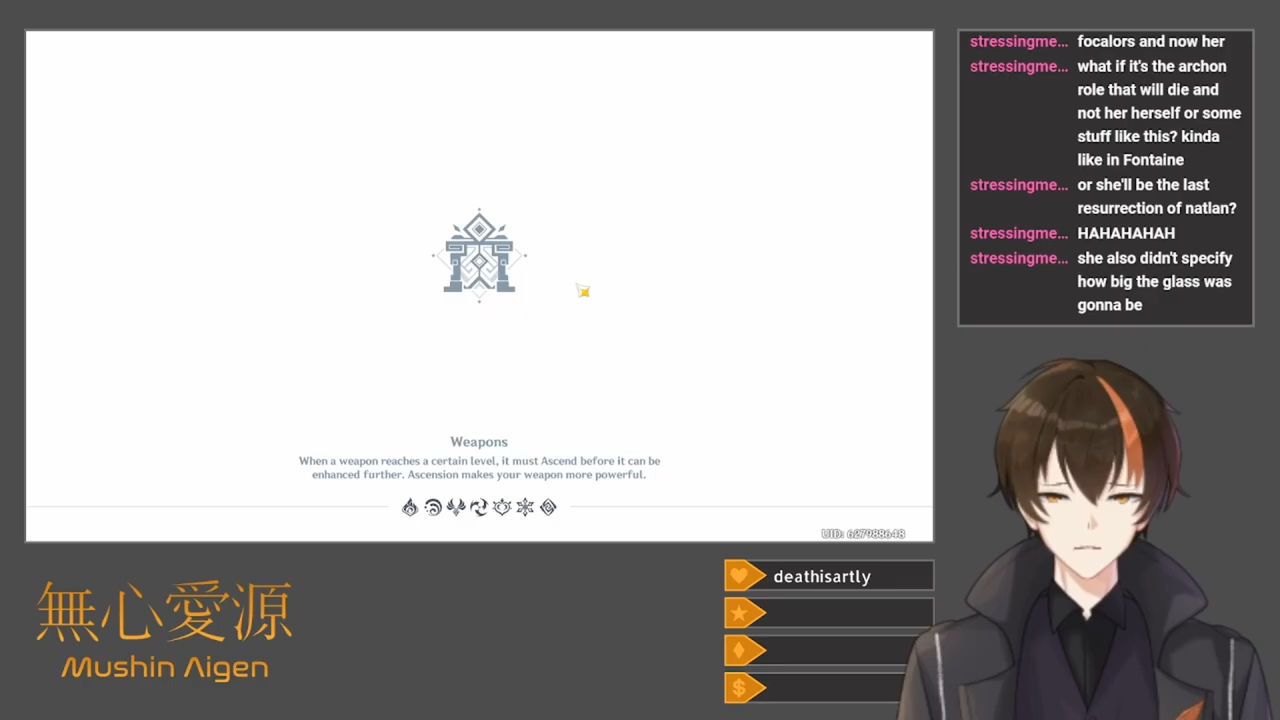 stressingme... focalors and now her
stressingme... what if it's the archon
role that will die and
not her herself or some
stuff like this? kinda
like in Fontaine
stressingme... or she'll be the last
resurrection of natlan?
stressingme... HAHAHAHAH
stressingme... she also didn't specify
how big the glass was
gonna be
Weapons
When a weapon reaches a certain level, it must Ascend before it can be
enhanced further. Ascension makes your weapon more powerful.
UID: 627988648
無心愛源
Mushin Aigen
deathisartly
$